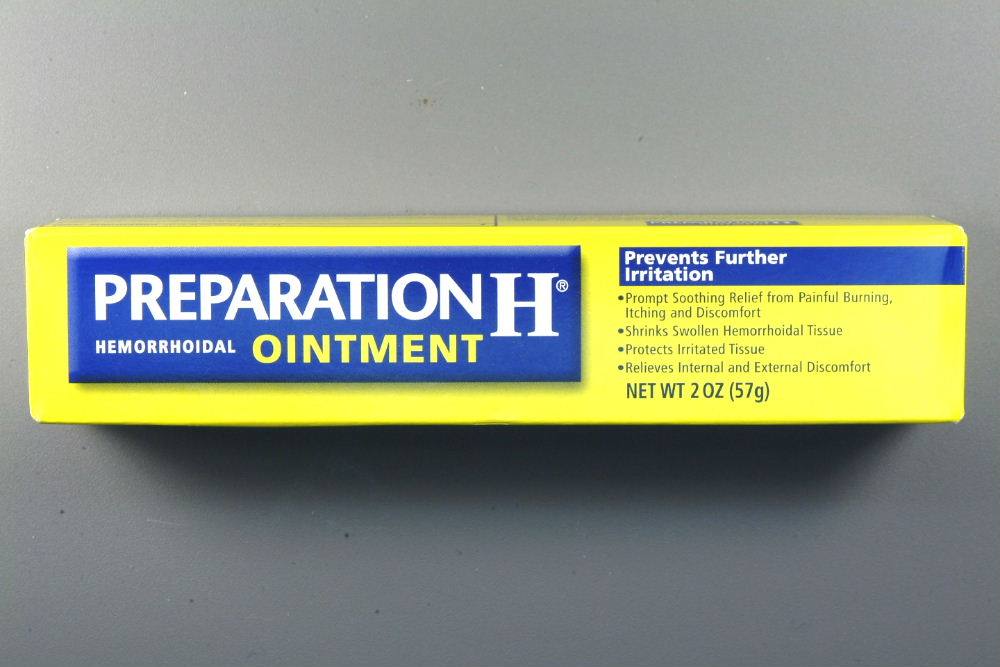 PREPARATION H®
HEMORRHOIDAL OINTMENT
Prevents Further
Irritation
•Prompt Soothing Relief from Painful Burning,
Itching and Discomfort
•Shrinks Swollen Hemorrhoidal Tissue
•Protects Irritated Tissue
•Relieves Internal and External Discomfort
NET WT 2 OZ (57g)